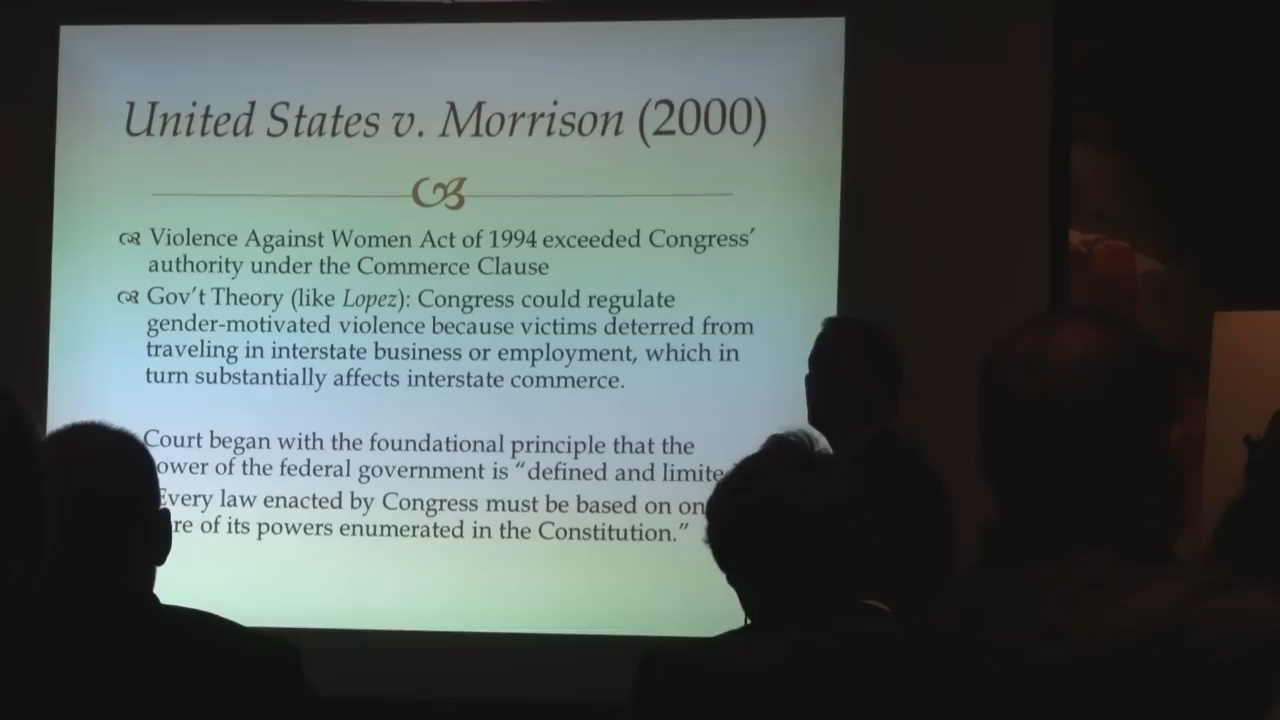 United States v. Morrison (2000)
Violence Against Women Act of 1994 exceeded Congress’
authority under the Commerce Clause
Gov’t Theory (like Lopez): Congress could regulate
gender-motivated violence because victims deterred from
traveling in interstate business or employment, which in
turn substantially affects interstate commerce.
Court began with the foundational principle that the
ower of the federal government is “defined and limite
Every law enacted by Congress must be based on on
re of its powers enumerated in the Constitution.”